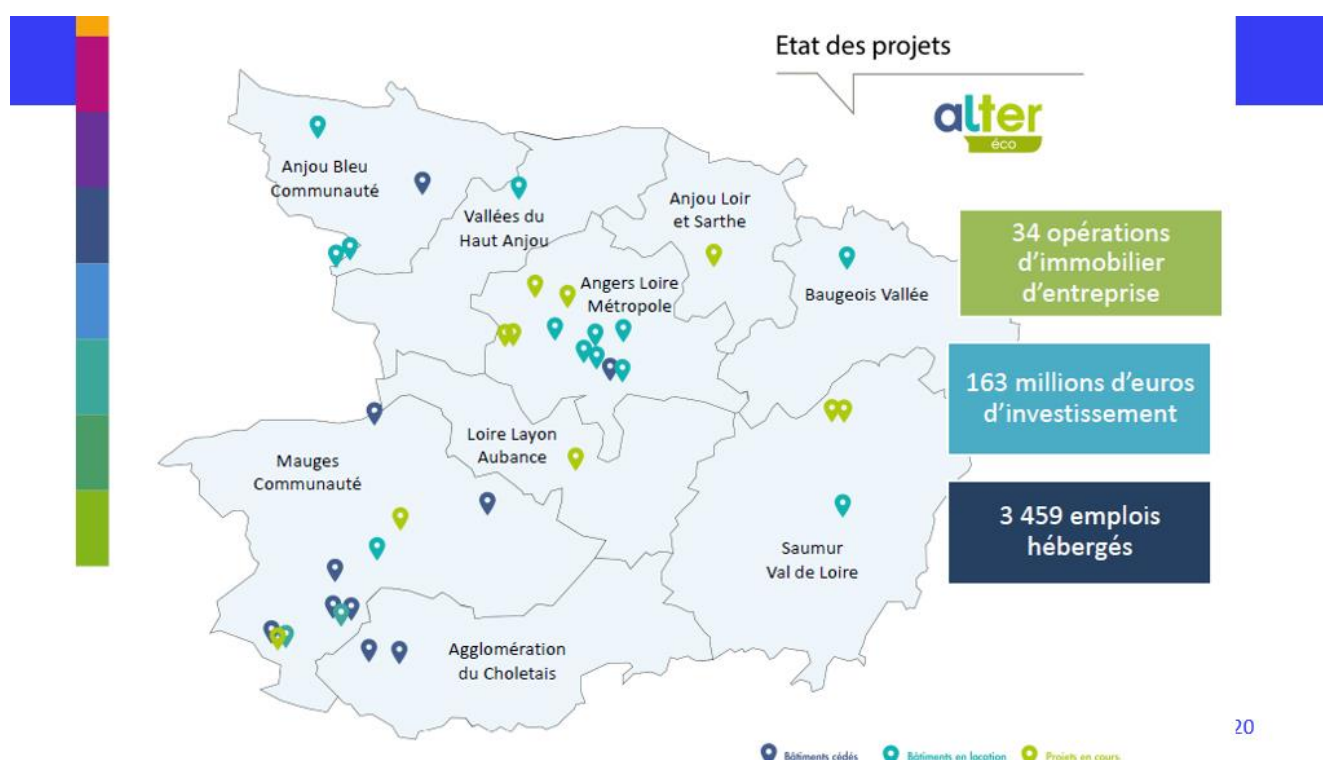 Etat des projets
alter
éco
Anjou Bleu
Communauté
Vallées du
Haut Anjou
Anjou Loir
et Sarthe
Angers Loire
Métropole
Baugeois Vallée
34 opérations
d'immobilier
d'entreprise
163 millions d'euros
d'investissement
Loire Layon
Aubance
Mauges
Communauté
3 459 emplois
hébergés
Saumur
Val de Loire
Agglomération
du Choletais
20
Bâtiments cédés
Bâtiments en location
Projets en cours